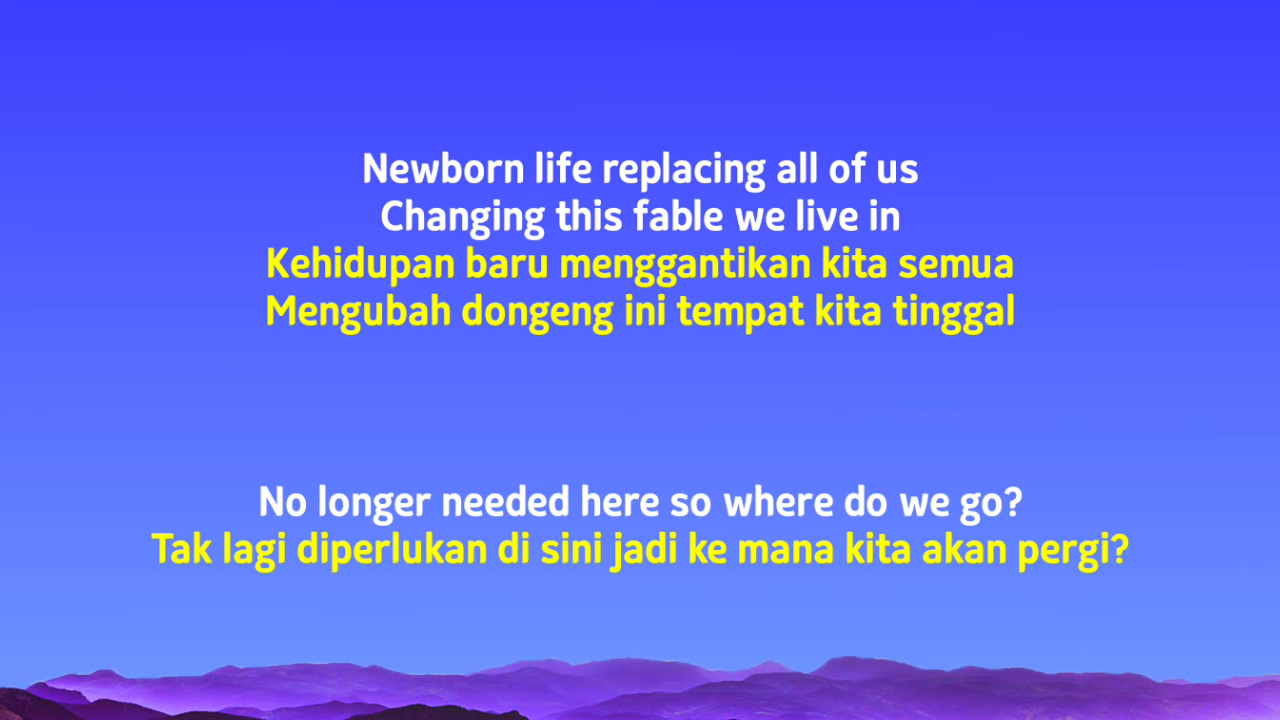 Newborn life replacing all of us
Changing this fable we live in
Kehidupan baru menggantikan kita semua
Mengubah dongeng ini tempat kita tinggal
No longer needed here so where do we go?
Tak lagi diperlukan di sini jadi ke mana kita akan pergi?